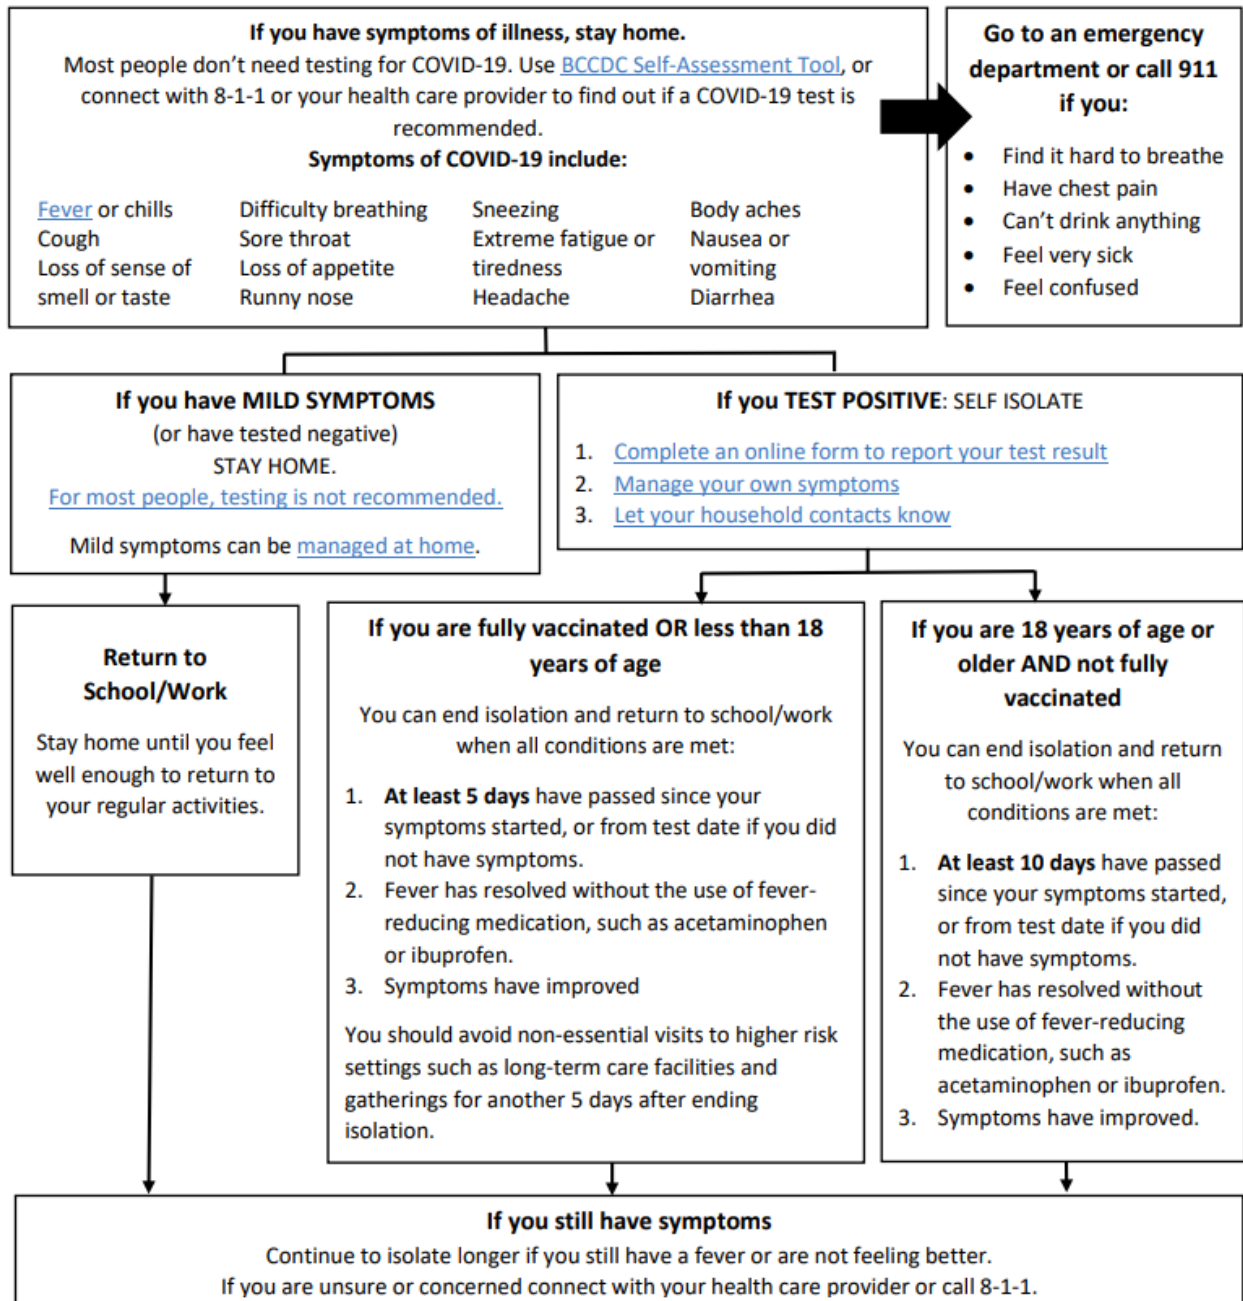 If you have symptoms of illness, stay home.
Most people don't need testing for COVID-19. Use BCCDC Self-Assessment Tool, or
connect with 8-1-1 or your health care provider to find out if a COVID-19 test is
recommended.
Symptoms of COVID-19 include:
Fever or chills
Cough
Loss of sense of
smell or taste
Difficulty breathing
Sore throat
Loss of appetite
Runny nose
Sneezing
Extreme fatigue or
tiredness
Headache
Body aches
Nausea or
vomiting
Diarrhea
Go to an emergency
department or call 911
if you:
• Find it hard to breathe
• Have chest pain
• Can't drink anything
• Feel very sick
• Feel confused
If you have MILD SYMPTOMS
(or have tested negative)
STAY HOME.
For most people, testing is not recommended.
Mild symptoms can be managed at home.
If you TEST POSITIVE: SELF ISOLATE
1. Complete an online form to report your test result
2. Manage your own symptoms
3. Let your household contacts know
Return to
School/Work
Stay home until you feel
well enough to return to
your regular activities.
If you are fully vaccinated OR less than 18
years of age
You can end isolation and return to school/work
when all conditions are met:
1. At least 5 days have passed since your
symptoms started, or from test date if you did
not have symptoms.
2. Fever has resolved without the use of fever-
reducing medication, such as acetaminophen
or ibuprofen.
3. Symptoms have improved
You should avoid non-essential visits to higher risk
settings such as long-term care facilities and
gatherings for another 5 days after ending
isolation.
If you are 18 years of age or
older AND not fully
vaccinated
You can end isolation and return
to school/work when all
conditions are met:
1. At least 10 days have passed
since your symptoms started,
or from test date if you did
not have symptoms.
2. Fever has resolved without
the use of fever-reducing
medication, such as
acetaminophen or ibuprofen.
3. Symptoms have improved.
If you still have symptoms
Continue to isolate longer if you still have a fever or are not feeling better.
If you are unsure or concerned connect with your health care provider or call 8-1-1.